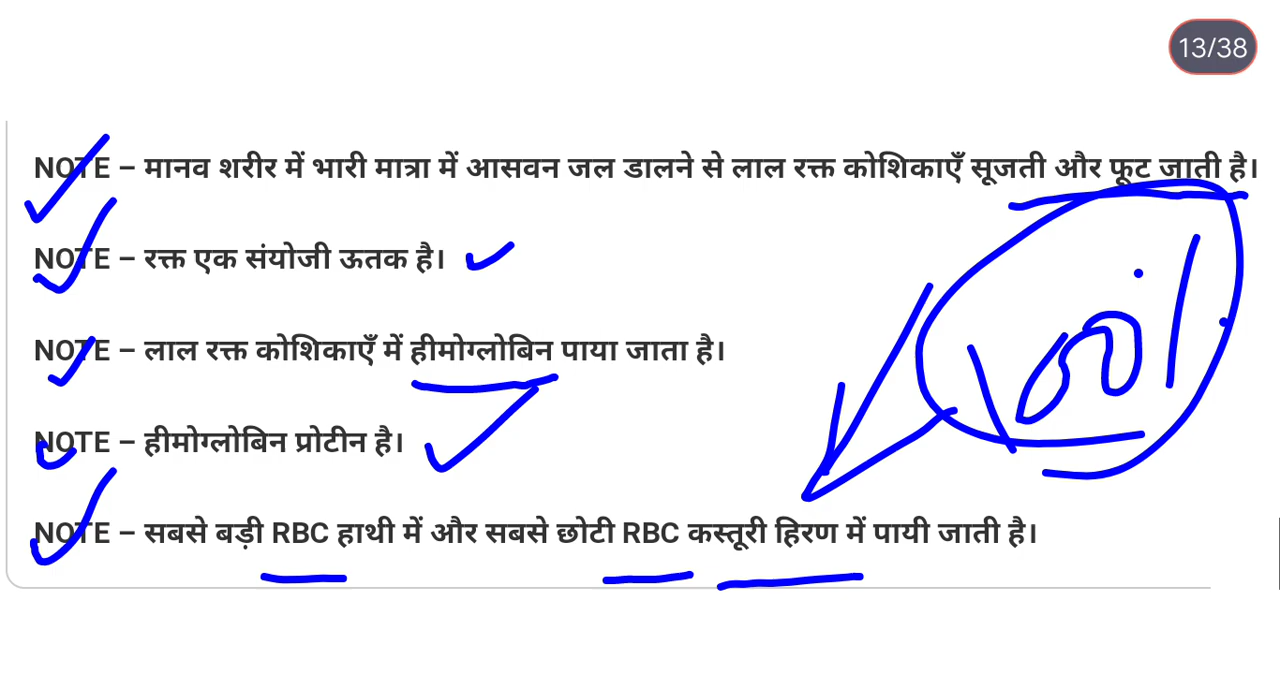 13/38
NOTE – मानव शरीर में भारी मात्रा में आसवन जल डालने से लाल रक्त कोशिकाएँ सूजती और फूट जाती है।
NOTE – रक्त एक संयोजी ऊतक है।
NOTE – लाल रक्त कोशिकाएँ में हीमोग्लोबिन पाया जाता है।
NOTE – हीमोग्लोबिन प्रोटीन है।
NOTE – सबसे बड़ी RBC हाथी में और सबसे छोटी RBC कस्तूरी हिरण में पायी जाती है।